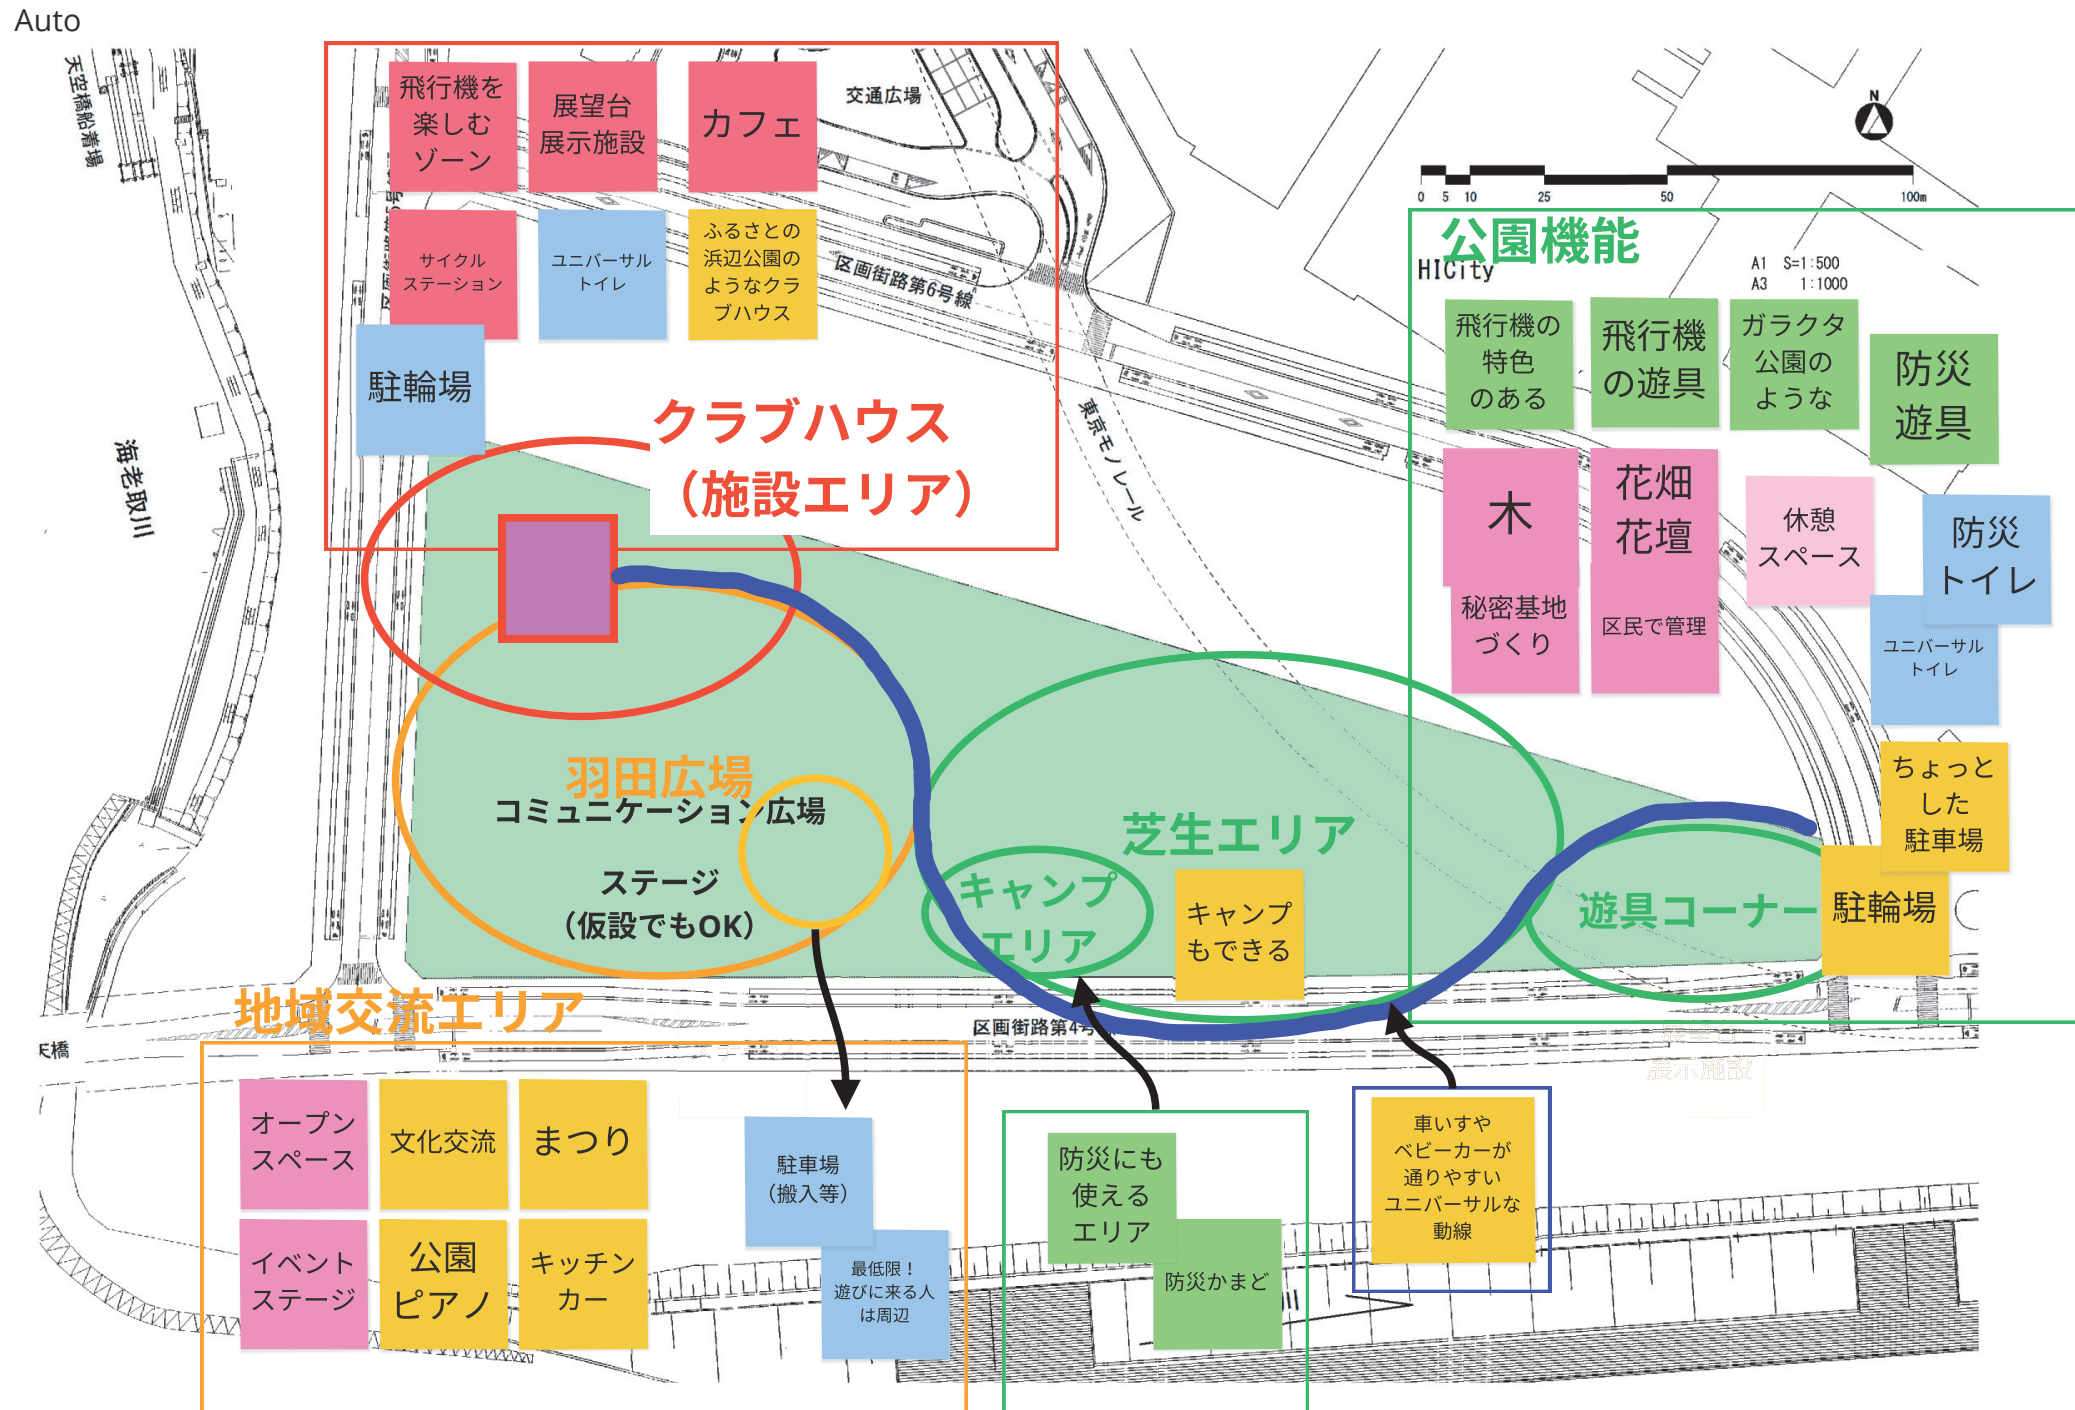 Auto
天空橋船着場
海老取川
飛行機を
楽しむ
ゾーン
展望台
展示施設
カフェ
サイクル
ステーション
ユニバーサル
トイレ
ふるさとの
浜辺公園の
ようなクラ
ブハウス
駐輪場
クラブハウス
（施設エリア）
交通広場
区画街路第6号線
東京モノレール
N
0 5 10 25 50 100m
公園機能
HICity
A1 S=1:500
A3 1:1000
飛行機の
特色
のある
飛行機
の遊具
ガラクタ
公園の
ような
防災
遊具
木
花畑
花壇
休憩
スペース
防災
トイレ
秘密基地
づくり
区民で管理
ユニバーサル
トイレ
ちょっと
した
駐車場
駐輪場
羽田広場
コミュニケーション広場
ステージ
（仮設でもOK）
芝生エリア
キャンプ
エリア
キャンプ
もできる
遊具コーナー
地域交流エリア
区画街路第4号
天橋
展示施設
オープン
スペース
文化交流
まつり
イベント
ステージ
公園
ピアノ
キッチン
カー
駐車場
（搬入等）
最低限！
遊びに来る人
は周辺
防災にも
使える
エリア
防災かまど
車いすや
ベビーカーが
通りやすい
ユニバーサルな
動線